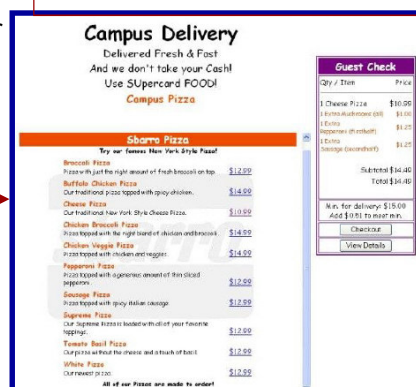 Campus Delivery
Delivered Fresh & Fast
And we don't take your Cash!
Use SUpercard FOOD!
Campus Pizza
Sbarro Pizza
Try our famous New York Style Pizza!
Broccoli Pizza
Pizza with just the right amount of fresh broccoli on top. $12.99
Buffalo Chicken Pizza
Our traditional pizza topped with spicy chicken. $14.99
Cheese Pizza
Our traditional New York Style Cheese Pizza. $10.99
Chicken Broccoli Pizza
Pizza topped with the right blend of chicken and broccoli. $14.99
Chicken Veggie Pizza
Pizza topped with chicken and veggies. $14.99
Pepperoni Pizza
Pizza topped with a generous amount of thin sliced
pepperoni. $12.99
Sausage Pizza
Pizza topped with spicy Italian sausage. $12.99
Supreme Pizza
Our Supreme Pizza is loaded with all of your favorite
toppings. $12.99
Tomato Basil Pizza
Our pizza without the cheese and a touch of basil. $12.99
White Pizza
Our newest pizza. $12.99
All of our Pizzas are made to order!
Guest Check
Qty / Item Price
1 Cheese Pizza $10.99
1 Extra Mushrooms (all) $1.00
1 Extra
Pepperoni (firsthalf) $1.25
1 Extra
Sausage (secondhalf) $1.25
Subtotal $14.49
Total $14.49
Min. for delivery: $15.00
Add $0.51 to meet min.
Checkout
View Details